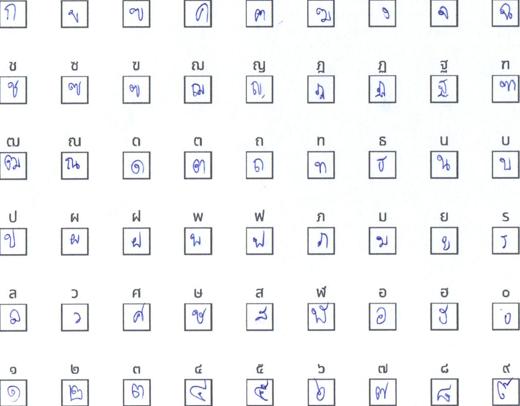 ก ข ฃ ค ฅ ฆ ง จ ฉ
ช ซ ฃ ฌ ญ ฎ ฏ ฐ ฑ
ช ซ ฃ ฌ ญ ฎ ฏ ฐ ฑ
ฒ ณ ด ต ถ ท ธ น บ
ฒ ณ ด ต ถ ท ธ น บ
ป ผ ฝ พ ฟ ภ ม ย ร
ป ผ ฝ พ ฟ ภ ม ย ร
ล ว ศ ษ ส ฬ อ ฮ ๐
ล ว ศ ษ ส ฬ อ ฮ ๐
๑ ๒ ๓ ๔ ๕ ๖ ๗ ๘ ๙
๑ ๒ ๓ ๔ ๕ ๖ ๗ ๘ ๙